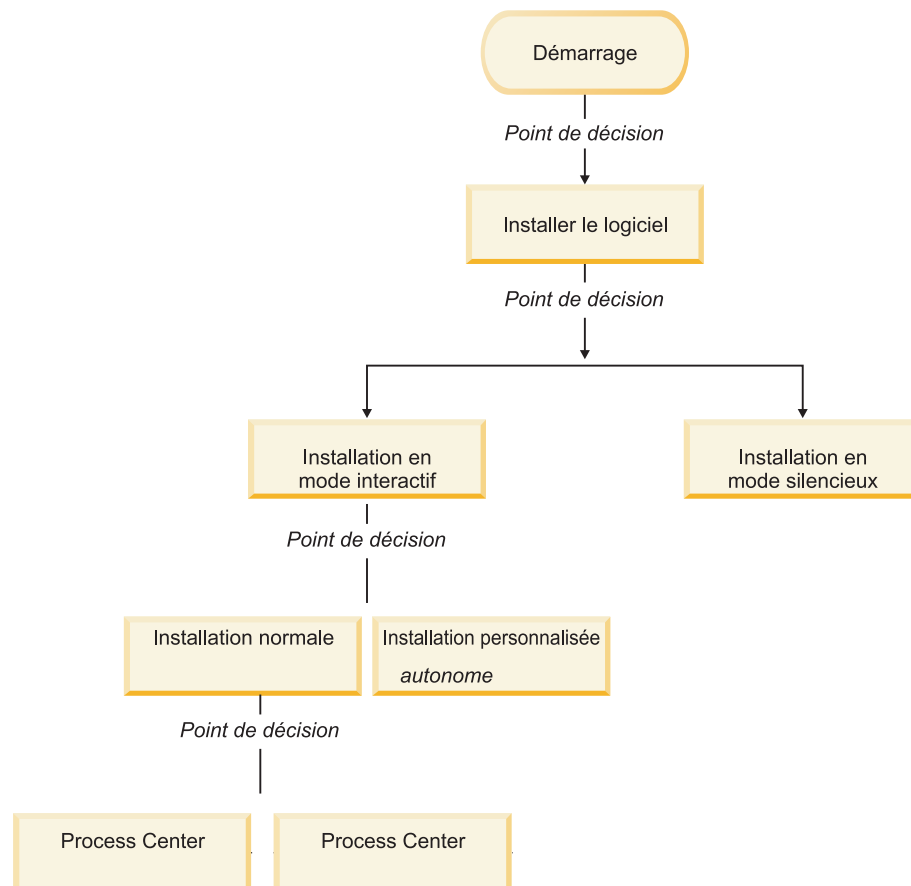 Démarrage
Point de décision
Installer le logiciel
Point de décision
Installation en
mode interactif
Installation en
mode silencieux
Point de décision
Installation normale
Installation personnalisée
autonome
Point de décision
Process Center
Process Center